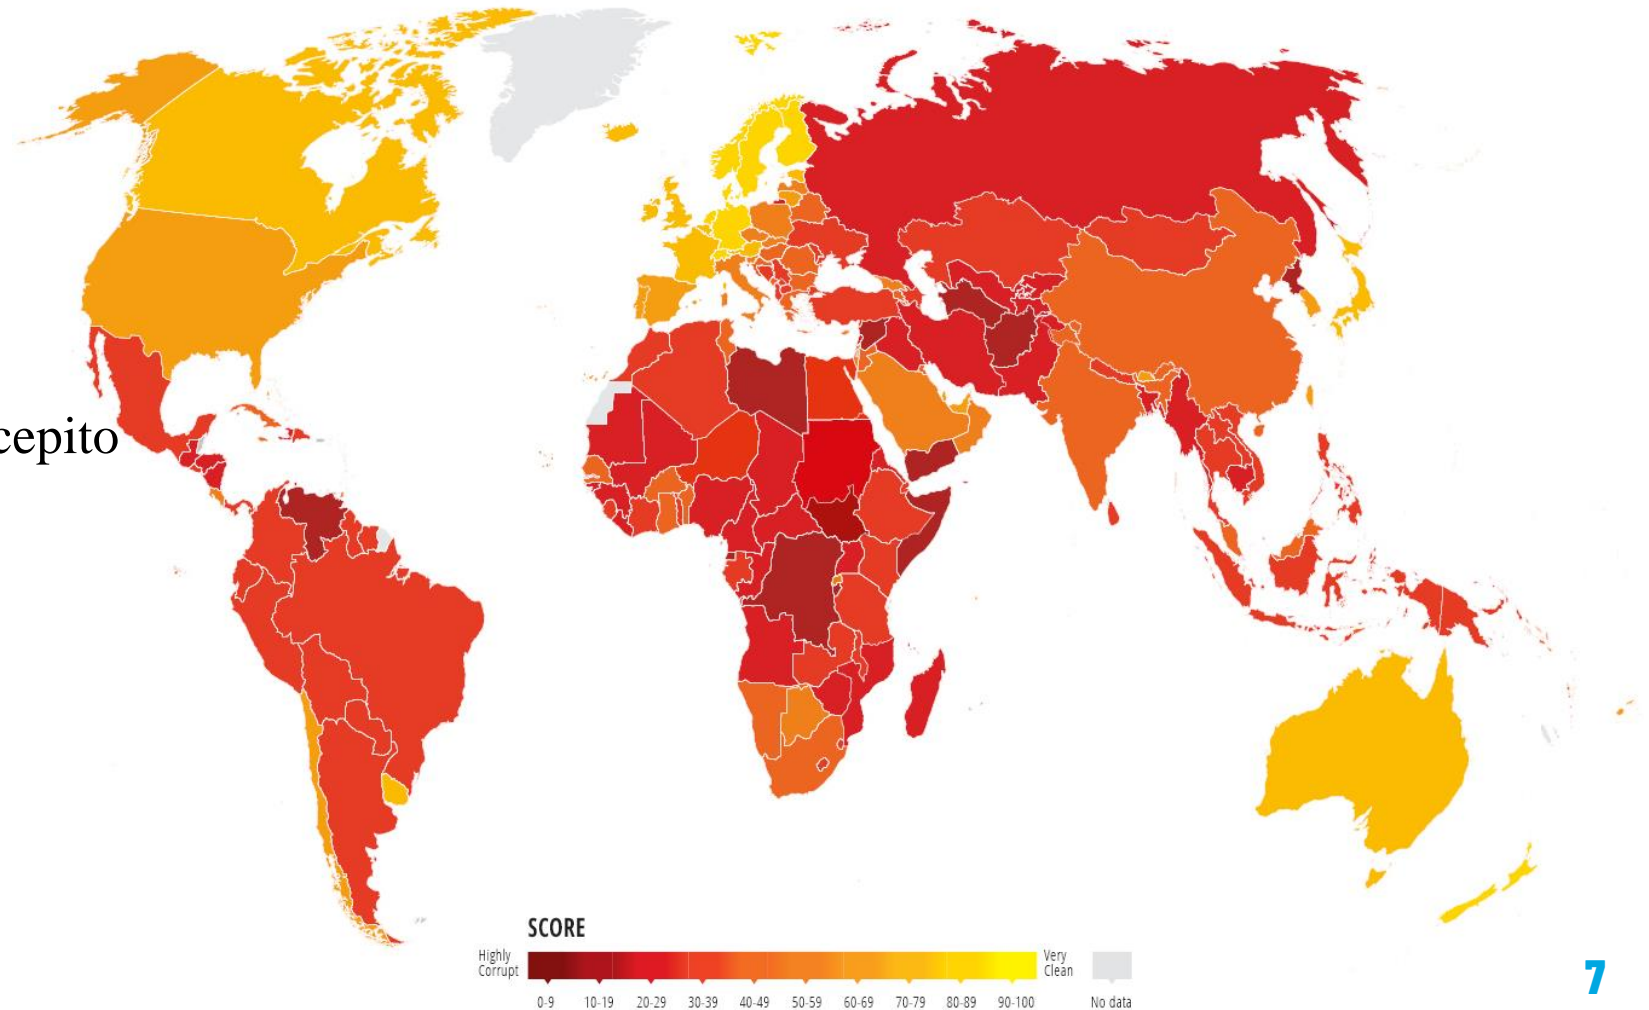 cepito
SCORE
Highly
Corrupt
Very
Clean
0-9 10-19 20-29 30-39 40-49 50-59 60-69 70-79 80-89 90-100 No data
7